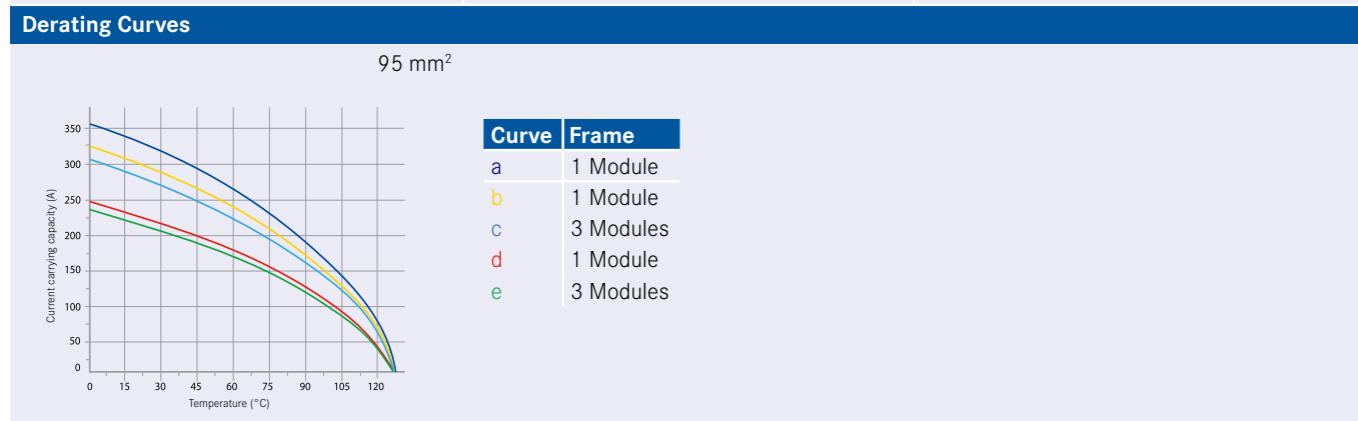 Derating Curves
95 mm²
Current carrying capacity (A)
350
300
250
200
150
100
50
0
0 15 30 45 60 75 90 105 120
Temperature (°C)
Curve Frame
a 1 Module
b 1 Module
c 3 Modules
d 1 Module
e 3 Modules